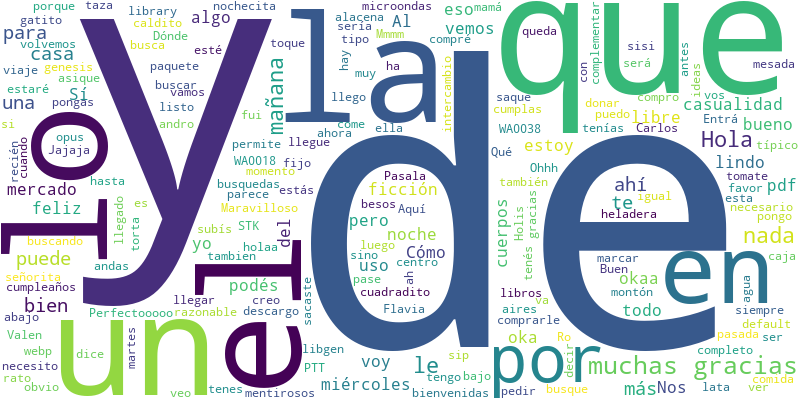 y
de
que
la
lo
el
un
en
por
porque
taza
library
nochecita
microondas
gatito
caldito
Dónde
alacena
mamá
para
volvemos
busca
algo
sería
Al
Mmmm
eso
casa
genesis
esté
tipo
hay
compré
vemos
viaje
paquete
toque
muy
ha
intercambio
queda
sisi
con
complementar
será
antes
ideas
vos
mesada
estaré
asique
Sí
buscar
vamos
mañana
llego
saque
donar
compro
casualidad
una
pongas
listo
fui
come
ella
cumplas
puedo
libre
Entrá
bueno
si
opus
andro
ahora
WA0038
tenías
Carlos
Hola
típico
recién
cuando
Jajaja
permite
llegue
Qué
estoy
lindo
WA0018
fijo
momento
Ohhh
tomate
mercado
hasta
busquedas
parece
estás
Pasala
ficción
también
ahí
favor
pdf
esta
feliz
llegado
es
Maravilloso
besos
Aquí
te
igual
necesario
heladera
pongo
torta
subís
STK
del
pero
noche
cuerpos
Holis
gracias
tenés
nada
puede
buscando
yo
holaa
luego
Cómo
señorita
andas
tambien
sino
centro
marcar
Buen
caja
cumpleaños
podés
uso
pase
ah
okaa
agua
bien
llegar
creo
cuadradito
libros
montón
siempre
abajo
Perfectooooo
razonable
descargo
sacaste
Flavia
aires
va
todo
default
Valen
martes
libgen
oka
comprarle
Ro
pasada
ser
webp
dice
PTT
voy
le
sip
decir
muchas gracias
completo
necesito
rato
obvio
veo
tenes
mentirosos
miércoles
tengo
bajo
bienvenidas
pedir
busque
más
Nos
lata
ver
comida